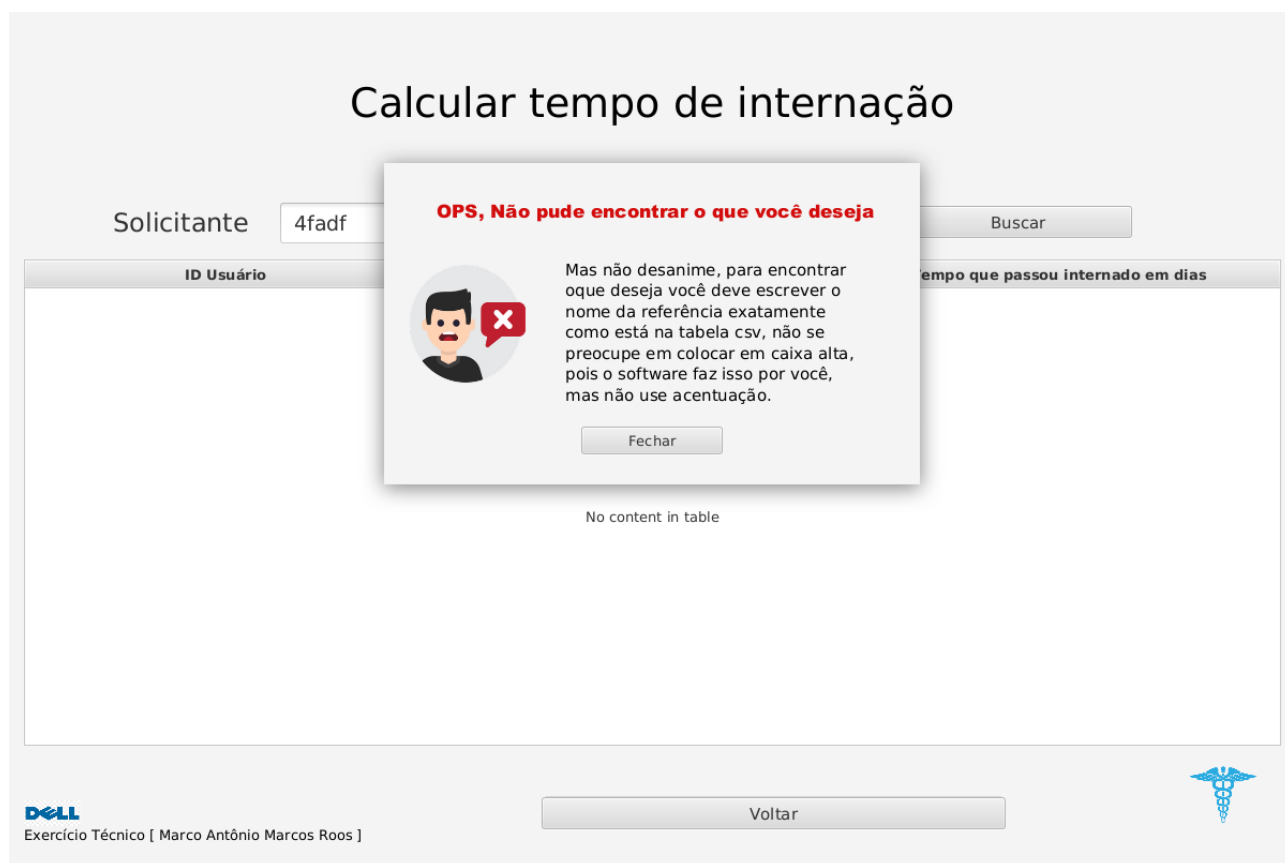 Calcular tempo de internação
OPS, Não pude encontrar o que você deseja
Solicitante 4fadf Buscar
ID Usuário
empo que passou internado em dias
Mas não desanime, para encontrar
oque deseja você deve escrever o
nome da referência exatamente
como está na tabela csv, não se
preocupe em colocar em caixa alta,
pois o software faz isso por você,
mas não use acentuação.
Fechar
No content in table
Voltar
DELL
Exercício Técnico [ Marco Antônio Marcos Roos ]